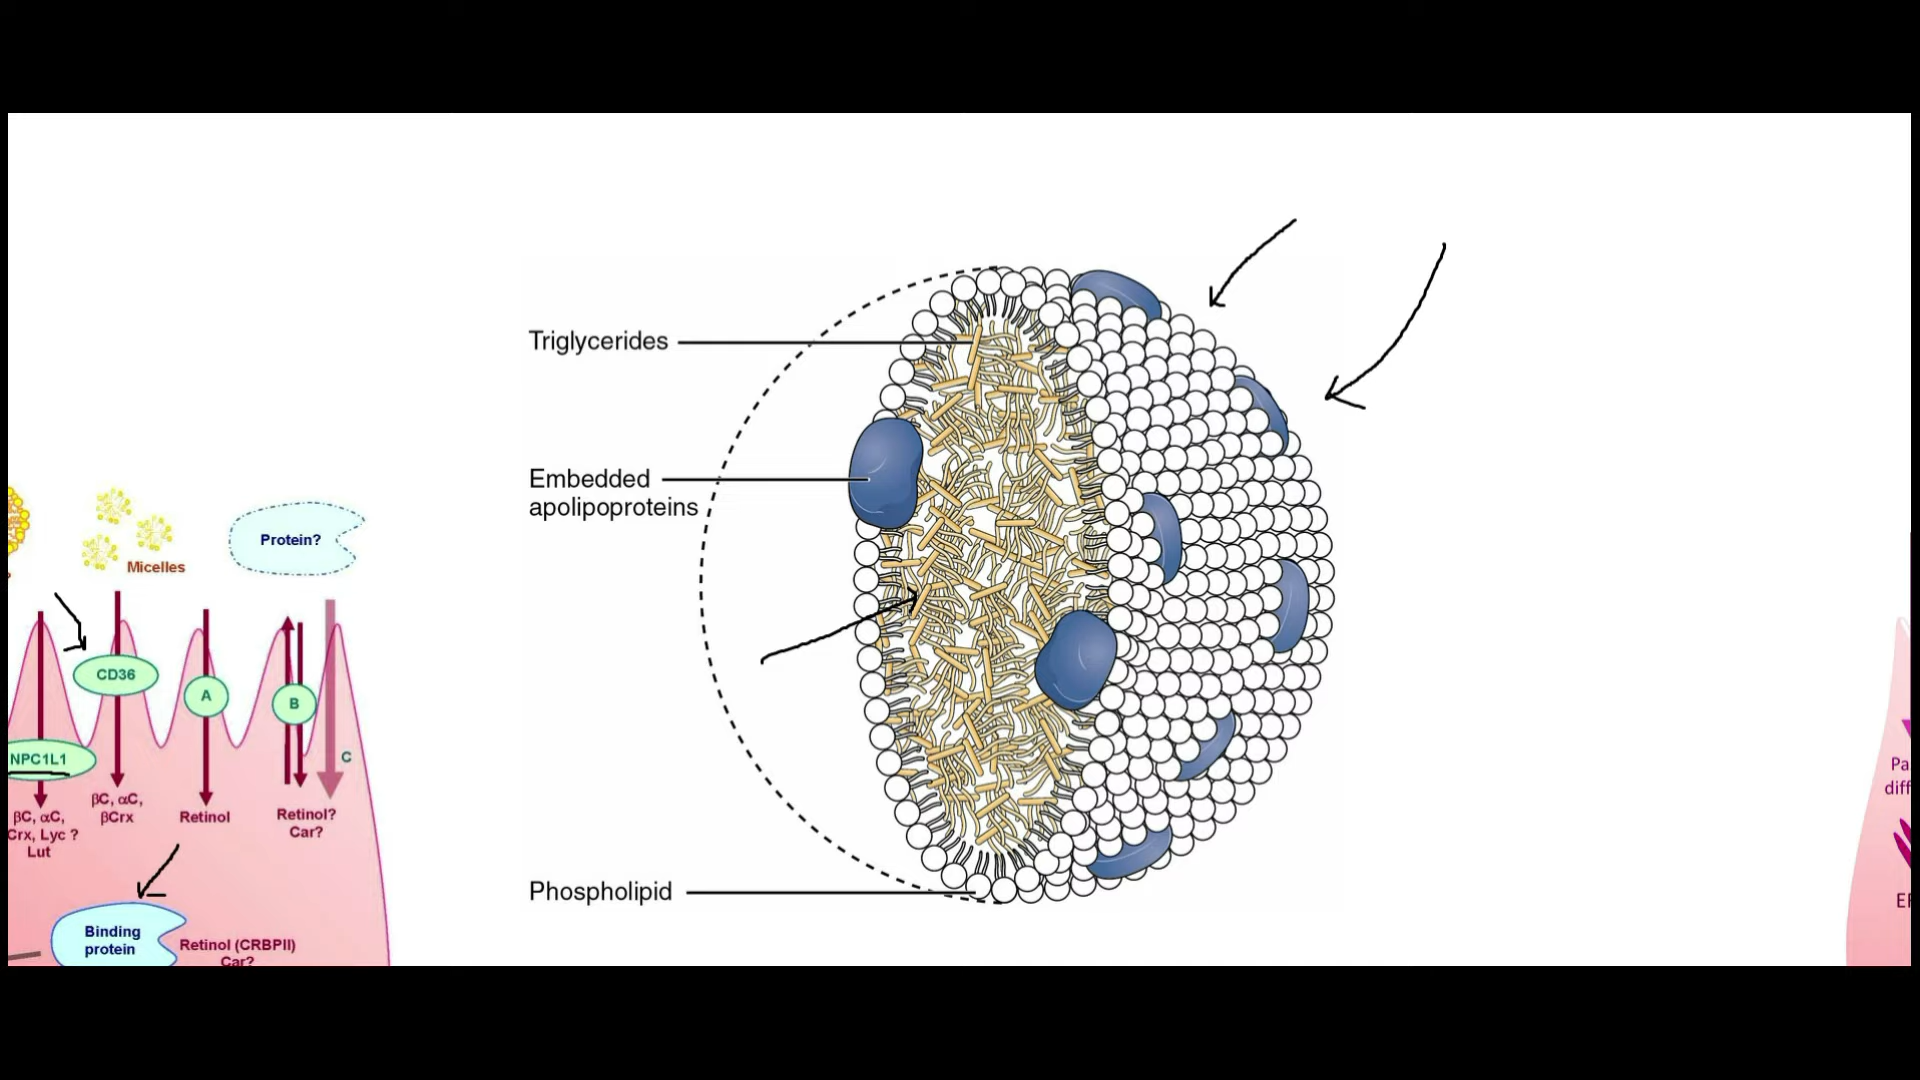 Triglycerides
Embedded
apolipoproteins
Phospholipid
Micelles
Protein?
CD36
A
B
C
NPC1L1
βC, αC,
Crx, Lyc ?
Lut
βC, αC,
βCrx
Retinol
Retinol?
Car?
Binding
protein
Retinol (CRBPII)
Car?
Pa
diff